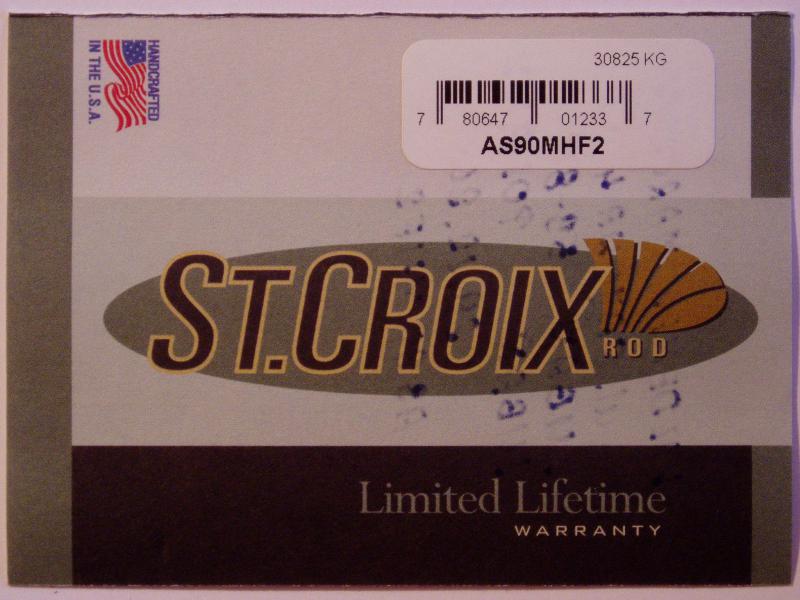 HANDCRAFTED
IN THE U.S.A.
30825 KG
7 80647 01233 7
AS90MHF2
ST.CROIX
ROD
Limited Lifetime
WARRANTY